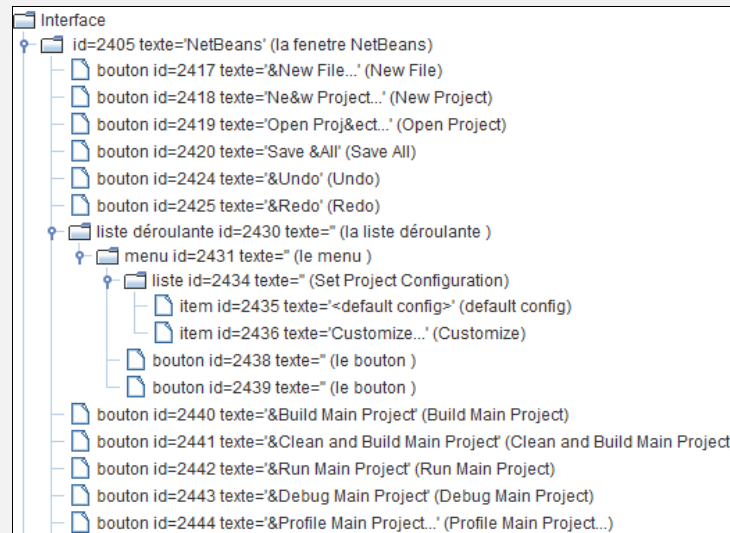 Interface
id=2405 texte='NetBeans' (la fenetre NetBeans)
bouton id=2417 texte='&New File...' (New File)
bouton id=2418 texte='Ne&w Project...' (New Project)
bouton id=2419 texte='Open Proj&ect...' (Open Project)
bouton id=2420 texte='Save &All' (Save All)
bouton id=2424 texte='&Undo' (Undo)
bouton id=2425 texte='&Redo' (Redo)
liste déroulante id=2430 texte='' (la liste déroulante )
menu id=2431 texte='' (le menu )
liste id=2434 texte='' (Set Project Configuration)
item id=2435 texte='<default config>' (default config)
item id=2436 texte='Customize...' (Customize)
bouton id=2438 texte='' (le bouton )
bouton id=2439 texte='' (le bouton )
bouton id=2440 texte='&Build Main Project' (Build Main Project)
bouton id=2441 texte='&Clean and Build Main Project' (Clean and Build Main Project
bouton id=2442 texte='&Run Main Project' (Run Main Project)
bouton id=2443 texte='&Debug Main Project' (Debug Main Project)
bouton id=2444 texte='&Profile Main Project...' (Profile Main Project...)